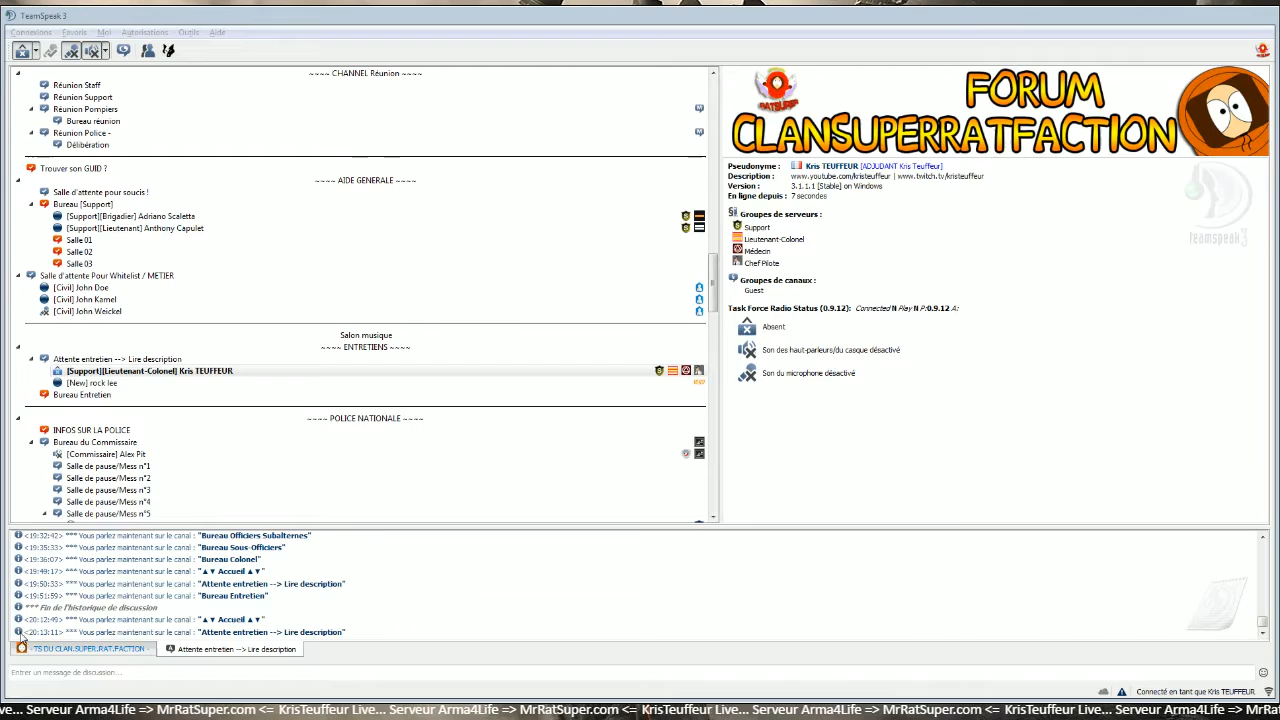 TeamSpeak 3
Connexions Favoris Moi Autorisations Outils Aide
~~~~ CHANNEL Réunion ~~~~
Réunion Staff
Réunion Support
Réunion Pompiers
Bureau réunion
Réunion Police -
Délibération
Trouver son GUID ?
~~~~ AIDE GENERALE ~~~~
Salle d'attente pour soucis !
Bureau [Support]
[Support][Brigadier] Adriano Scaletta
[Support][Lieutenant] Anthony Capulet
Salle 01
Salle 02
Salle 03
Salle d'attente Pour Whitelist / METIER
[Civil] John Doe
[Civil] John Kamel
[Civil] John Weickel
Salon musique
~~~~ ENTRETIENS ~~~~
Attente entretien --> Lire description
[Support][Lieutenant-Colonel] Kris TEUFFEUR
[New] rock lee
Bureau Entretien
~~~~ POLICE NATIONALE ~~~~
INFOS SUR LA POLICE
Bureau du Commissaire
[Commissaire] Alex Pit
Salle de pause/Mess n°1
Salle de pause/Mess n°2
Salle de pause/Mess n°3
Salle de pause/Mess n°4
Salle de pause/Mess n°5
RATSUPER
FORUM
CLANSUPERRATFACTION
Pseudonyme : Kris TEUFFEUR [ADJUDANT Kris Teuffeur]
Description : www.youtube.com/kristeuffeur | www.twitch.tv/kristeuffeur
Version : 3.1.1.1 [Stable] on Windows
En ligne depuis : 7 secondes
teamspeak3
Groupes de serveurs :
Support
Lieutenant-Colonel
Médecin
Chef Pilote
Groupes de canaux :
Guest
Task Force Radio Status (0.9.12): Connected N Play N P:0.9.12 A:
Absent
Son des haut-parleurs/du casque désactivé
Son du microphone désactivé
<19:32:42> *** Vous parlez maintenant sur le canal : "Bureau Officiers Subalternes"
<19:35:33> *** Vous parlez maintenant sur le canal : "Bureau Sous-Officiers"
<19:36:07> *** Vous parlez maintenant sur le canal : "Bureau Colonel"
<19:49:17> *** Vous parlez maintenant sur le canal : "▲▼ Accueil ▲▼"
<19:50:33> *** Vous parlez maintenant sur le canal : "Attente entretien --> Lire description"
<19:51:59> *** Vous parlez maintenant sur le canal : "Bureau Entretien"
*** Fin de l'historique de discussion
<20:12:49> *** Vous parlez maintenant sur le canal : "▲▼ Accueil ▲▼"
<20:13:11> *** Vous parlez maintenant sur le canal : "Attente entretien --> Lire description"
- TS DU CLAN.SUPER.RAT.FACTION - Attente entretien --> Lire description
Entrer un message de discussion...
Connecté en tant que Kris TEUFFEUR
ve... Serveur Arma4Life => MrRatSuper.com <= KrisTeuffeur Live... Serveur Arma4Life => MrRatSuper.com <= KrisTeuffeur Live... Serveur Arma4Life => MrRatSuper.com <= KrisTeuffeur Live... Serveur Arma4Life => MrRa